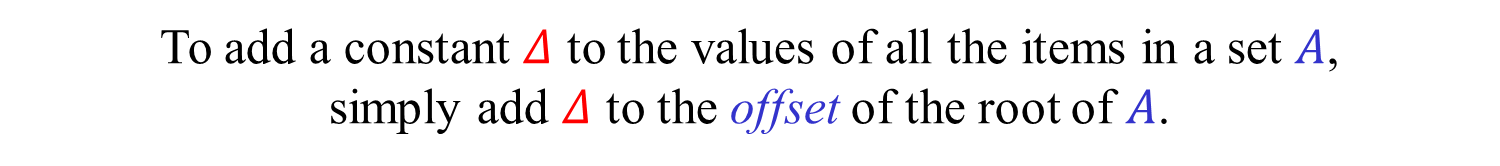 To add a constant Δ to the values of all the items in a set A,
simply add Δ to the offset of the root of A.